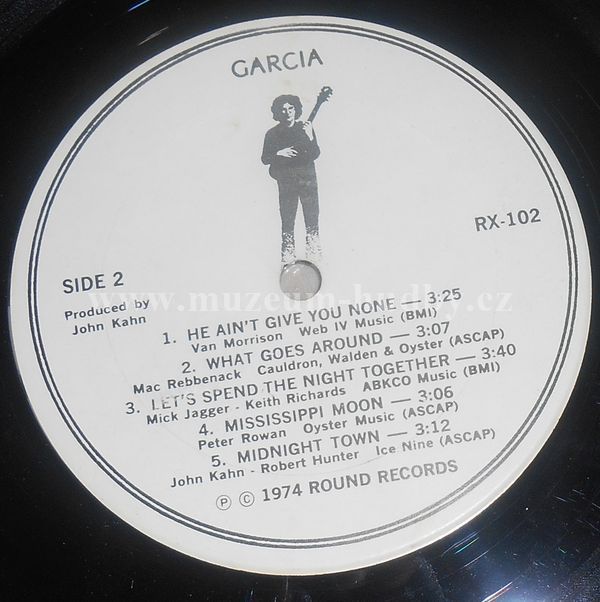 GARCIA
RX-102
SIDE 2
Produced by
John Kahn
www.muzeum-hudby.cz
1. HE AIN'T GIVE YOU NONE — 3:25
Van Morrison Web IV Music (BMI)
2. WHAT GOES AROUND — 3:07
Mac Rebbenack Cauldron, Walden & Oyster (ASCAP)
3. LET'S SPEND THE NIGHT TOGETHER — 3:40
Mick Jagger - Keith Richards ABKCO Music (BMI)
4. MISSISSIPPI MOON — 3:06
Peter Rowan Oyster Music (ASCAP)
5. MIDNIGHT TOWN — 3:12
John Kahn - Robert Hunter Ice Nine (ASCAP)
℗ © 1974 ROUND RECORDS